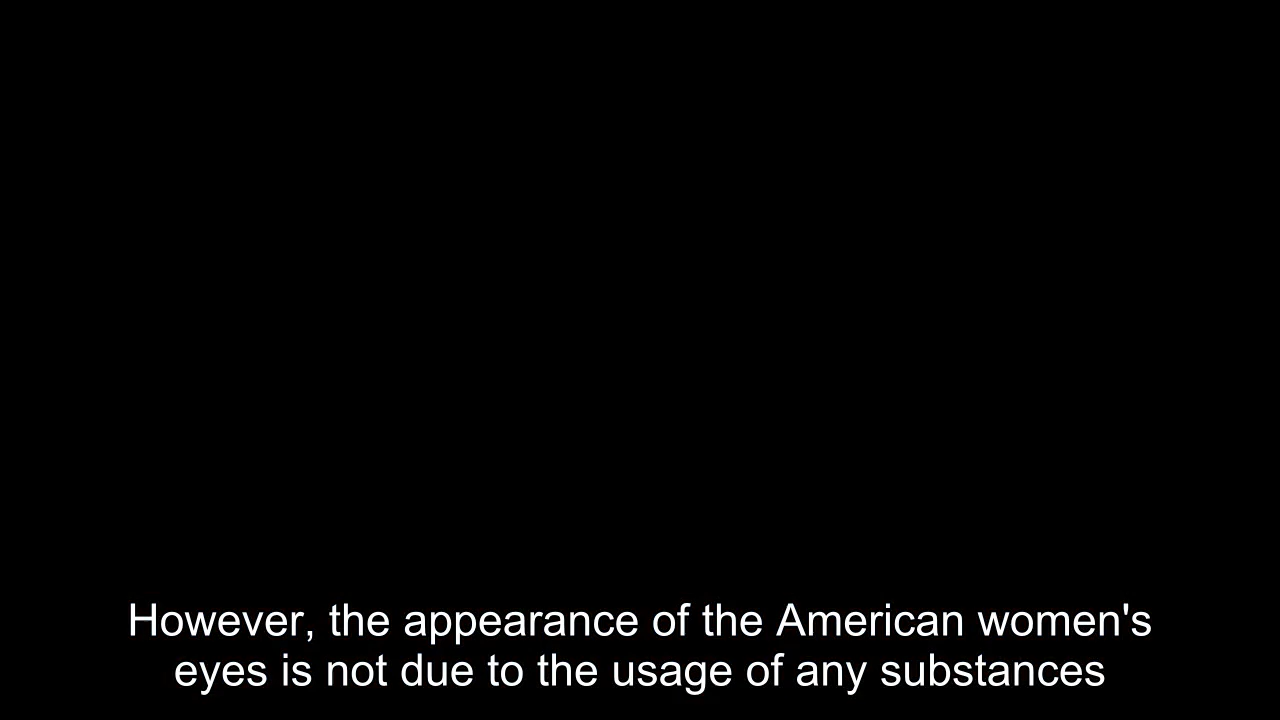 However, the appearance of the American women's
eyes is not due to the usage of any substances